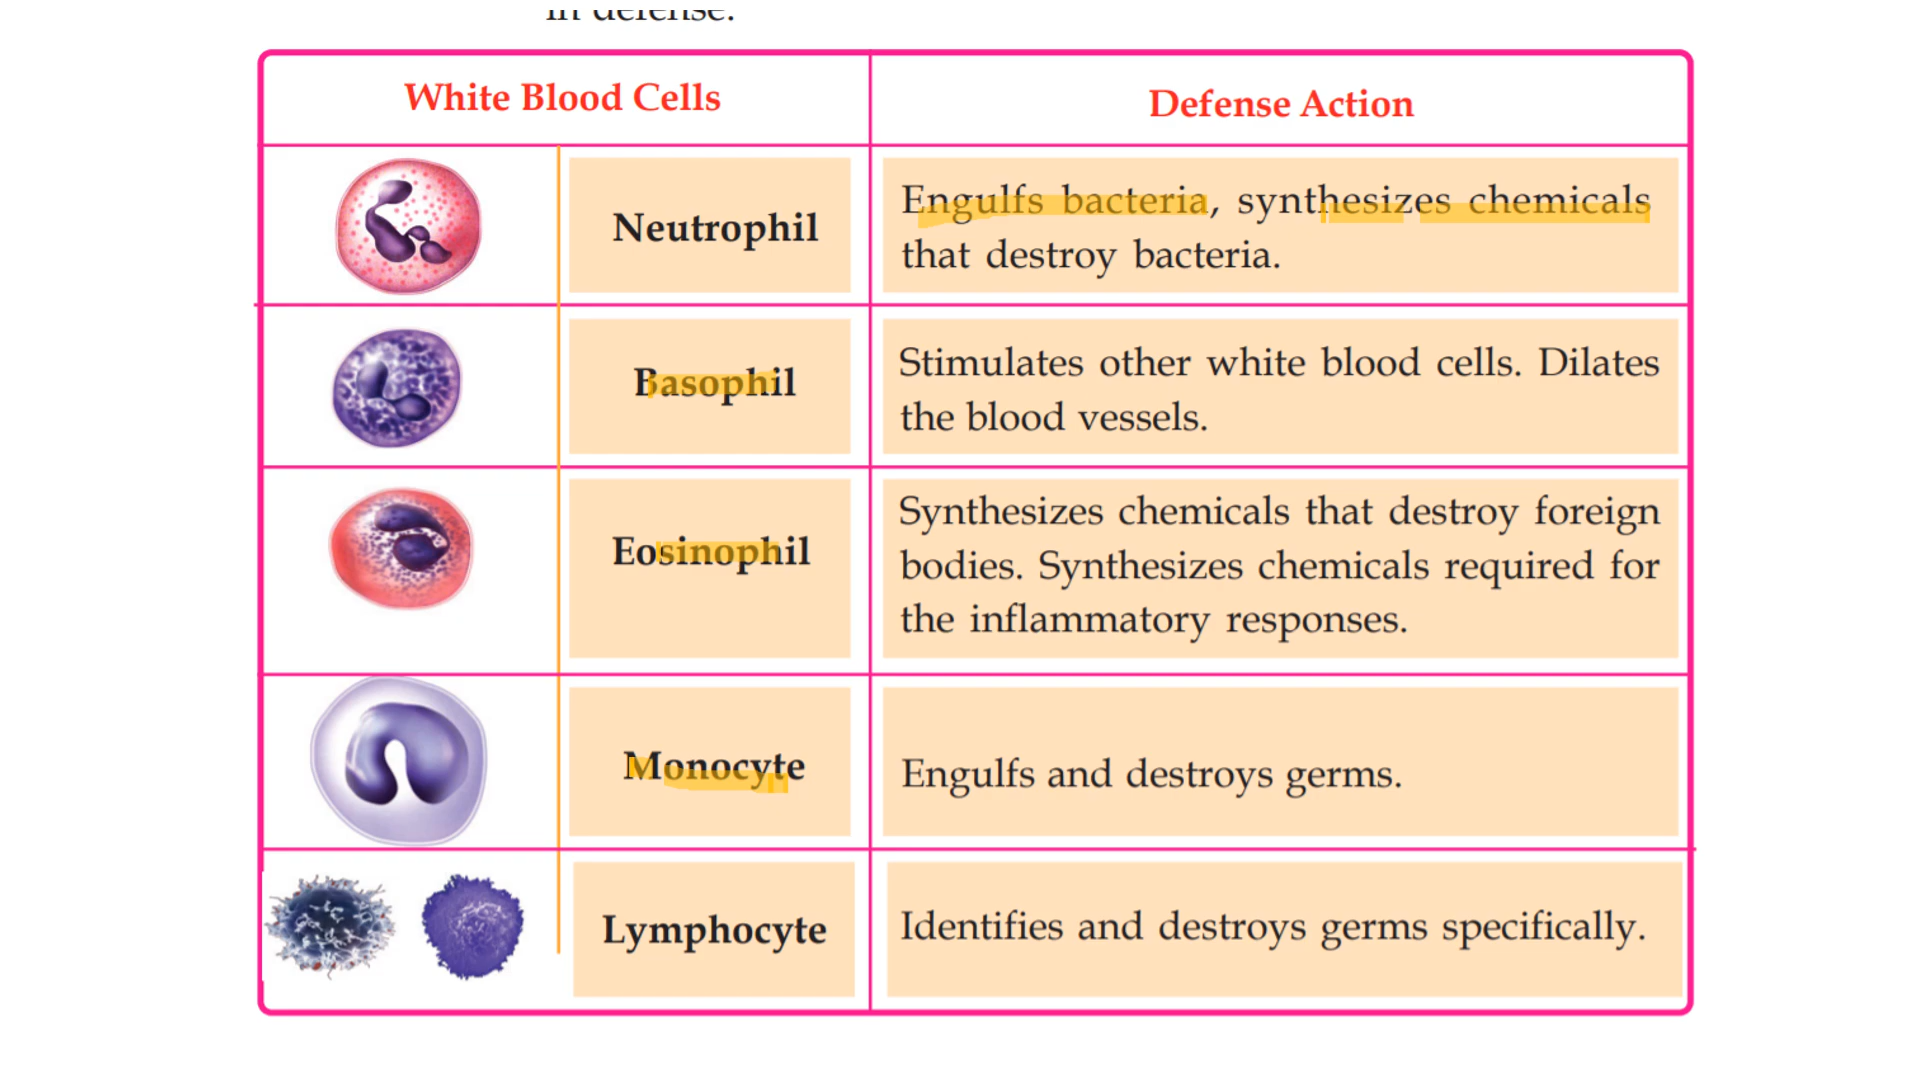 in defense.
White Blood Cells
Defense Action
Neutrophil
Engulfs bacteria, synthesizes chemicals
that destroy bacteria.
Basophil
Stimulates other white blood cells. Dilates
the blood vessels.
Eosinophil
Synthesizes chemicals that destroy foreign
bodies. Synthesizes chemicals required for
the inflammatory responses.
Monocyte
Engulfs and destroys germs.
Lymphocyte
Identifies and destroys germs specifically.